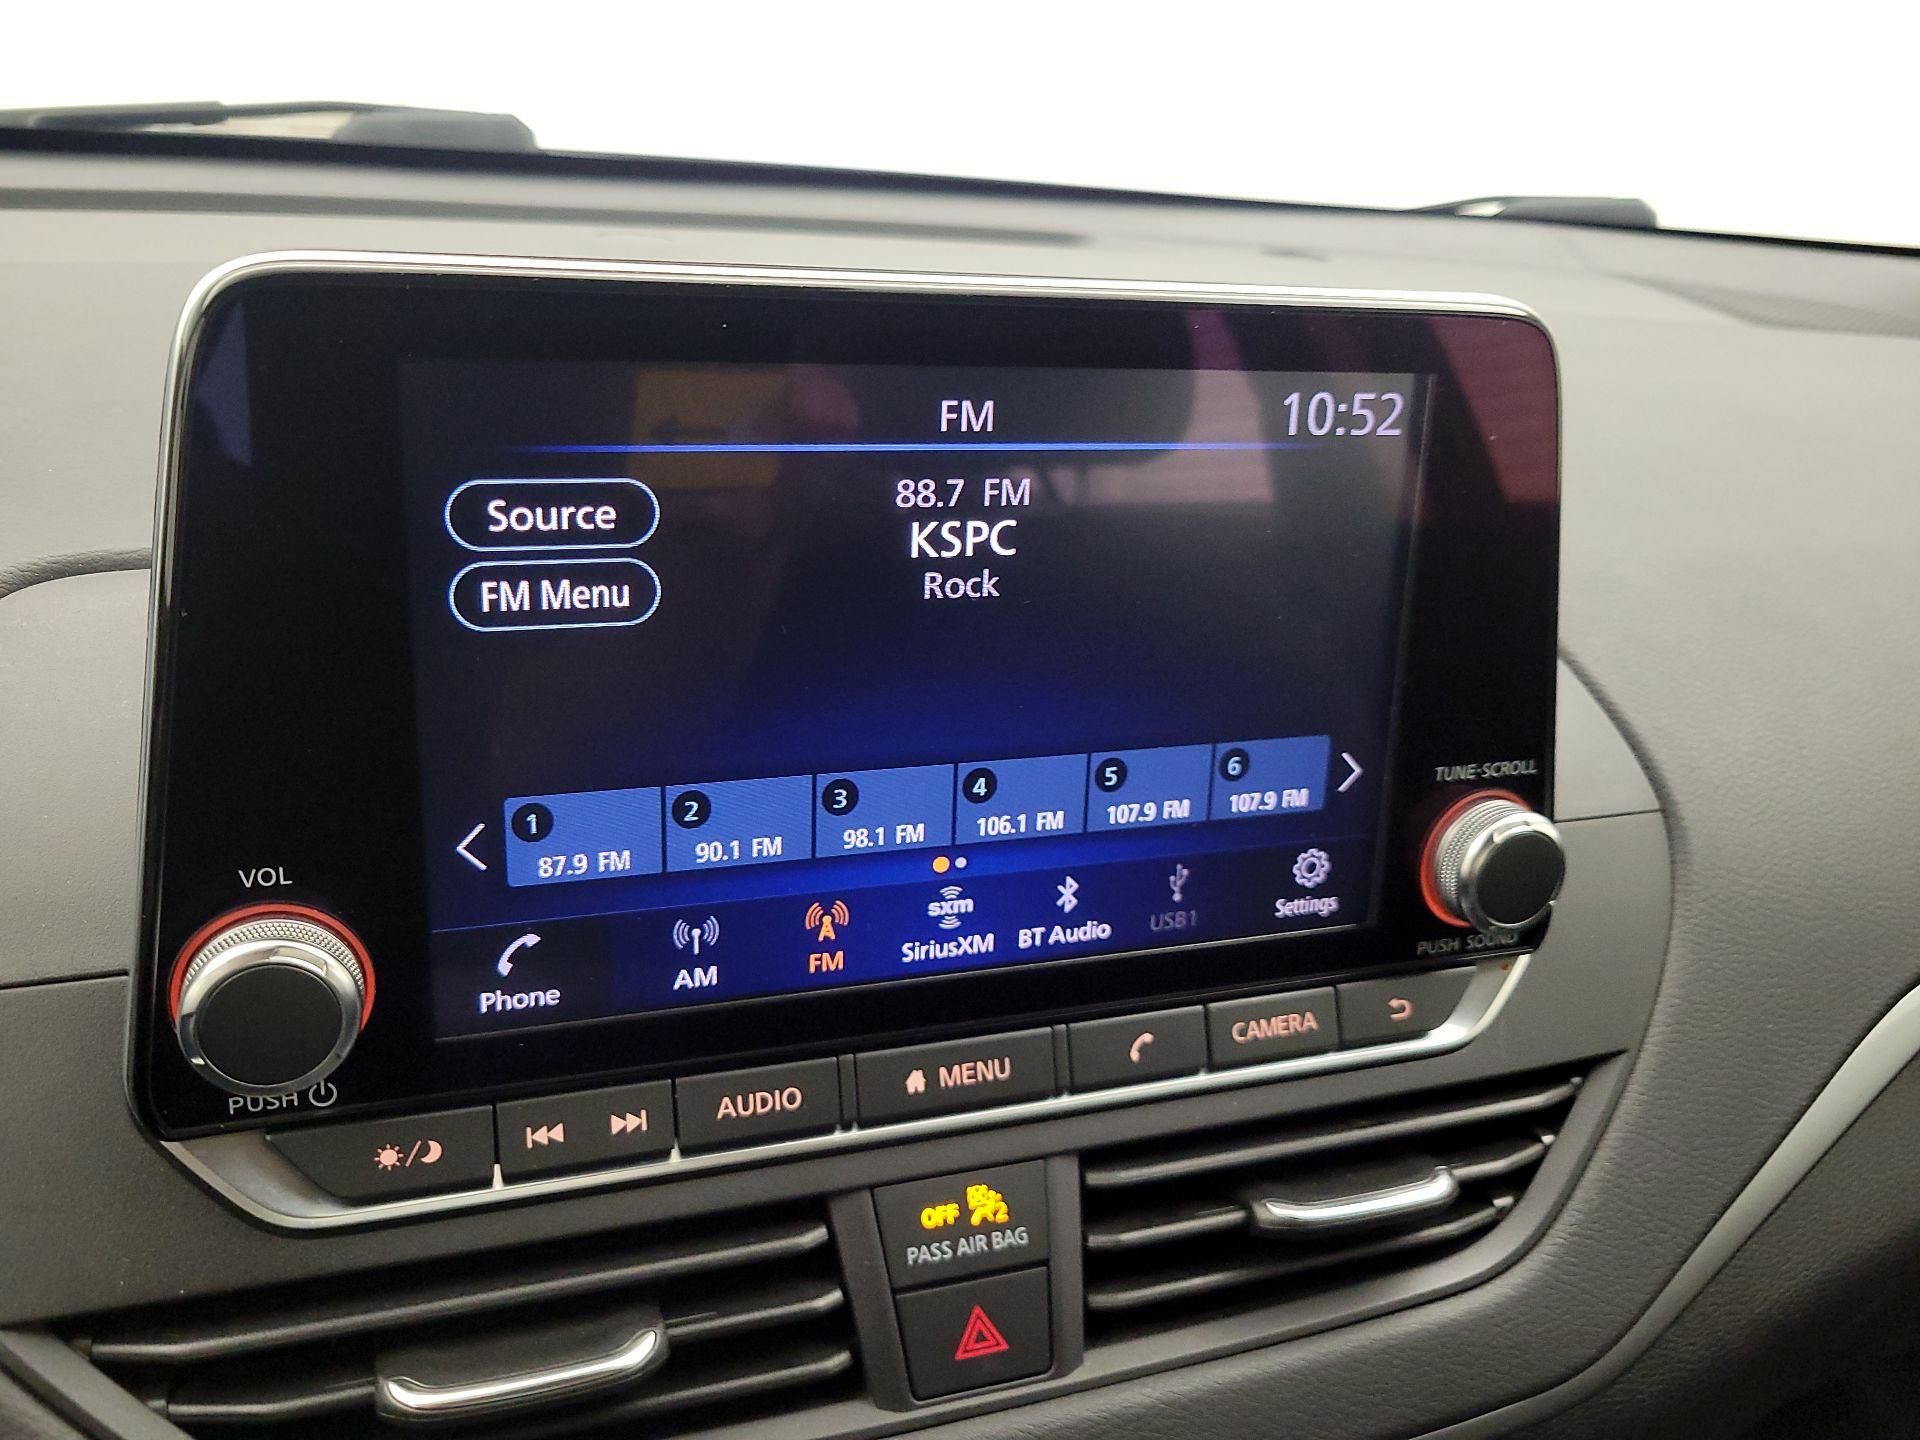 FM
10:52
Source
88.7 FM
KSPC
FM Menu
Rock
1
87.9 FM
2
90.1 FM
3
98.1 FM
4
106.1 FM
5
107.9 FM
6
107.9 FM
TUNE·SCROLL
VOL
Phone
AM
FM
sxm
SiriusXM
BT Audio
USB1
Settings
PUSH SOUND
PUSH
AUDIO
MENU
CAMERA
OFF 2
PASS AIR BAG